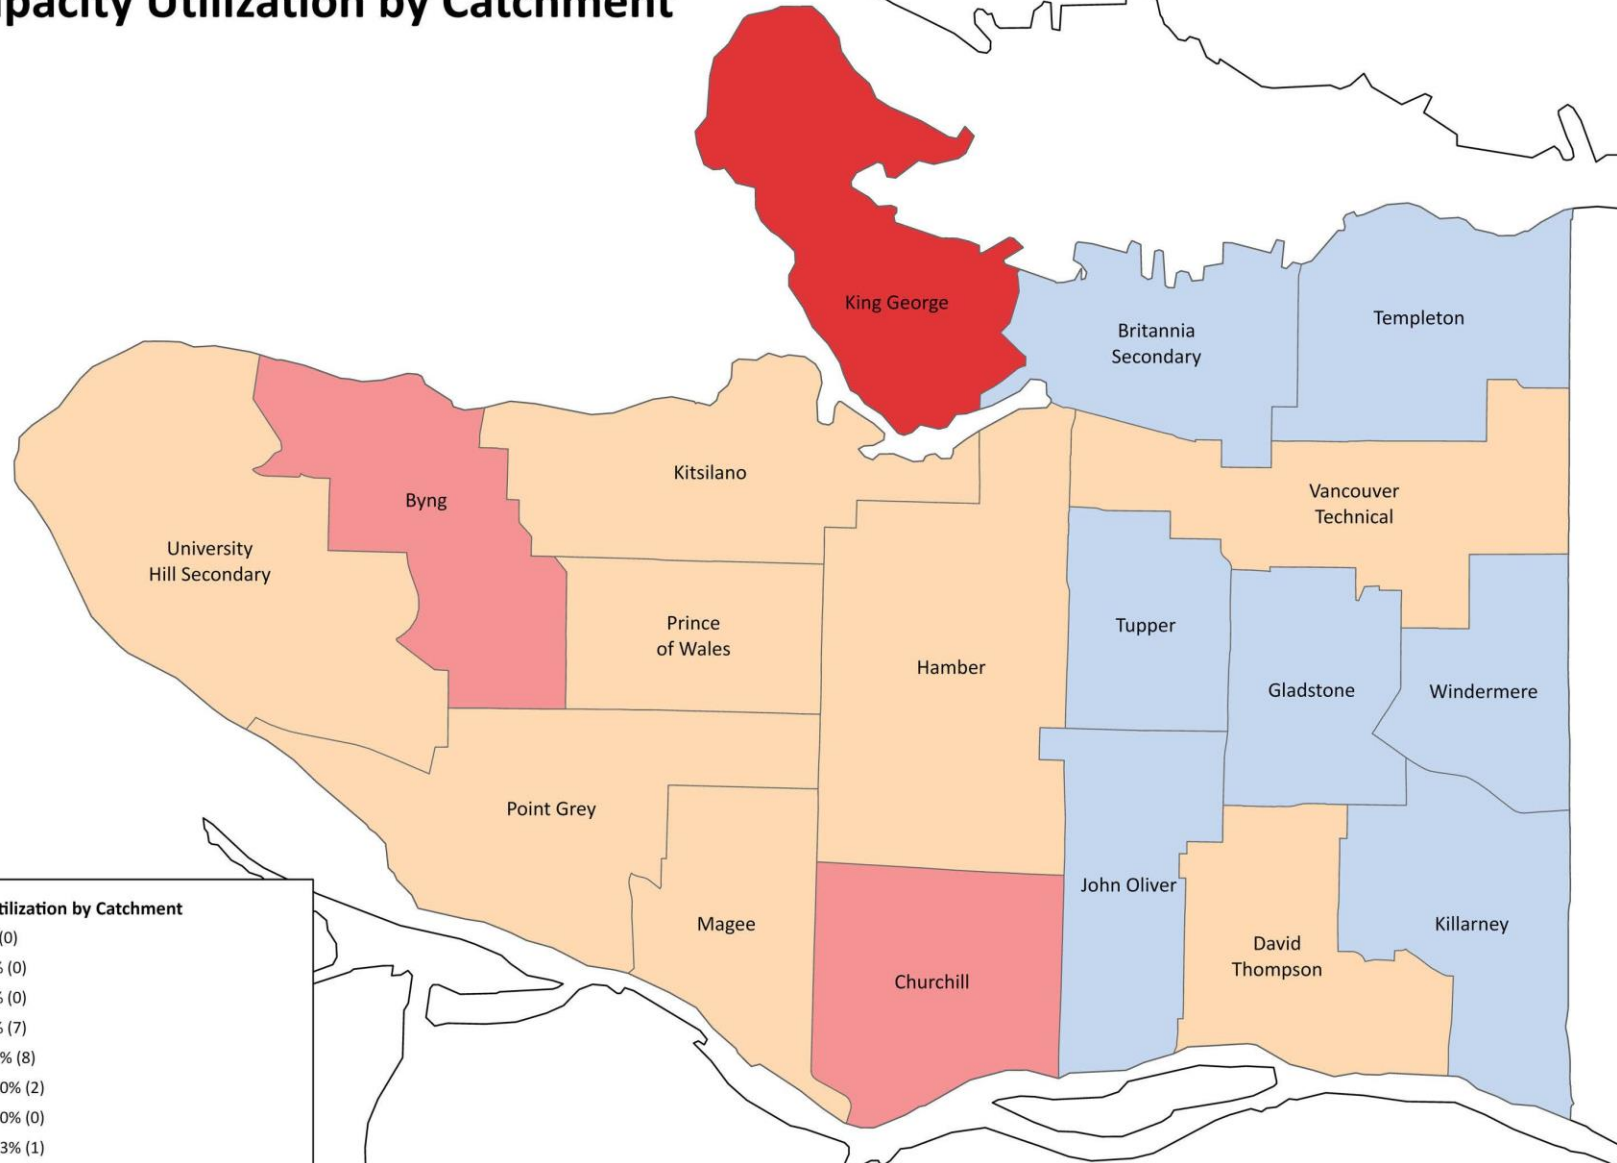 pacity Utilization by Catchment
King George
Britannia
Secondary
Templeton
Kitsilano
Byng
Vancouver
Technical
University
Hill Secondary
Prince
of Wales
Tupper
Hamber
Gladstone
Windermere
Point Grey
John Oliver
Magee
Killarney
David
Thompson
Churchill
tilization by Catchment
(0)
% (0)
% (0)
% (7)
% (8)
0% (2)
0% (0)
3% (1)